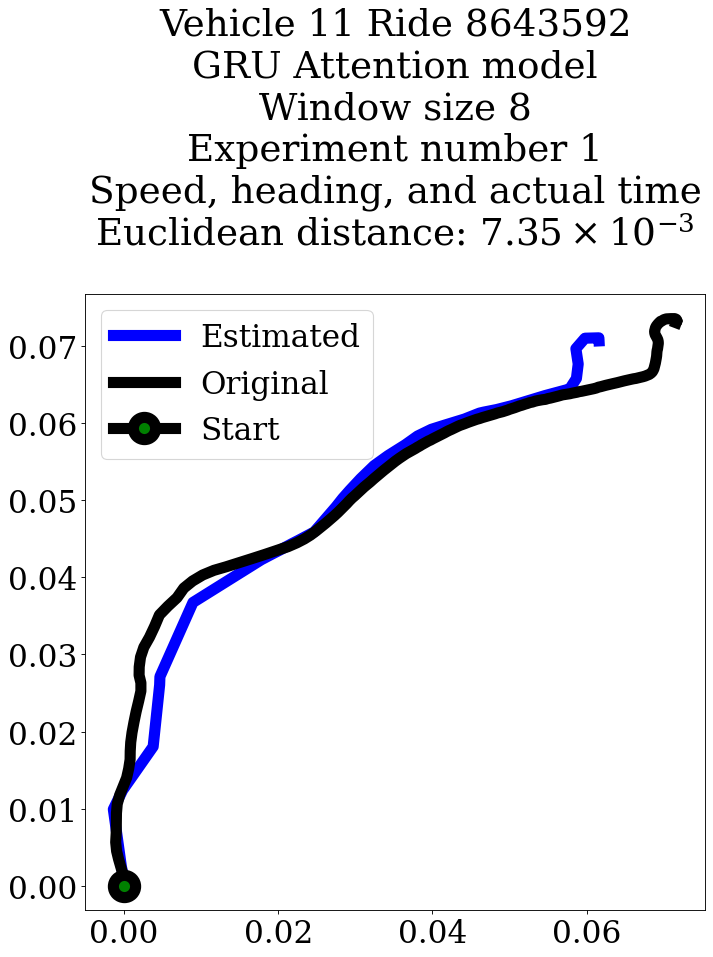 Vehicle 11 Ride 8643592
GRU Attention model
Window size 8
Experiment number 1
Speed, heading, and actual time
Euclidean distance: 7.35 × 10⁻³
Estimated
Original
Start
0.07
0.06
0.05
0.04
0.03
0.02
0.01
0.00
0.00 0.02 0.04 0.06